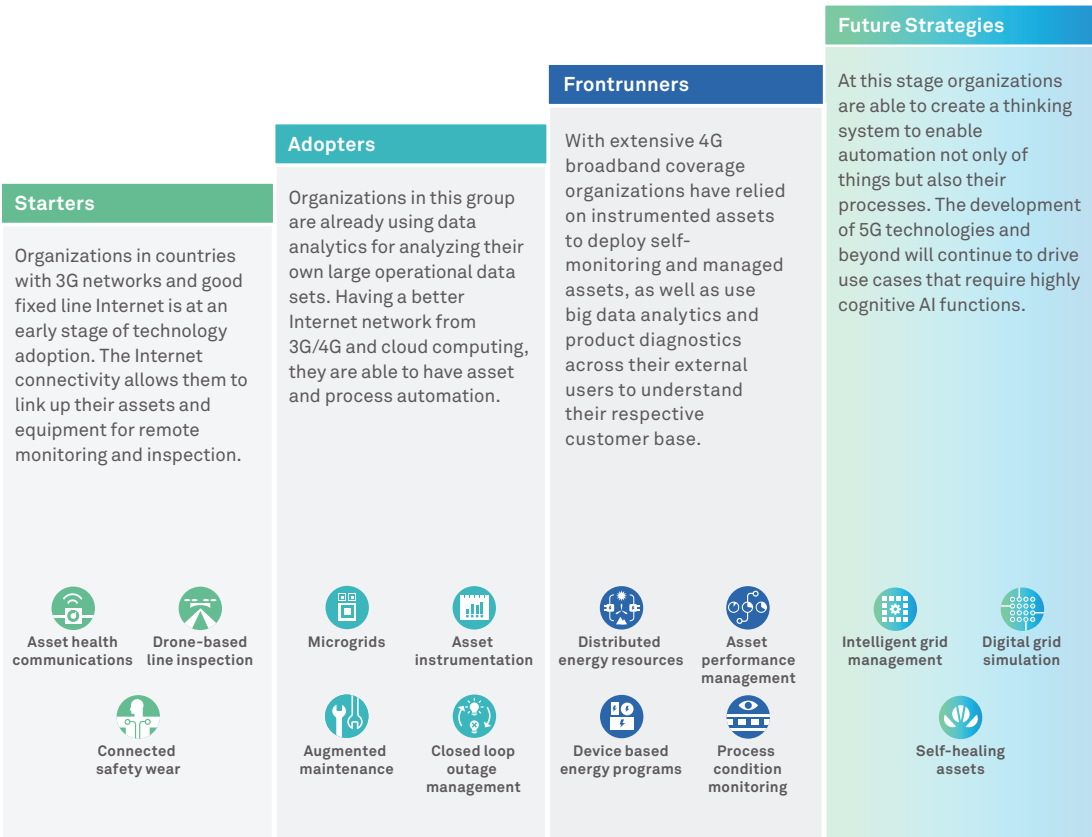 Starters
Organizations in countries
with 3G networks and good
fixed line Internet is at an
early stage of technology
adoption. The Internet
connectivity allows them to
link up their assets and
equipment for remote
monitoring and inspection.
Asset health
communications
Drone-based
line inspection
Connected
safety wear
Adopters
Organizations in this group
are already using data
analytics for analyzing their
own large operational data
sets. Having a better
Internet network from
3G/4G and cloud computing,
they are able to have asset
and process automation.
Microgrids
Asset
instrumentation
Augmented
maintenance
Closed loop
outage
management
Frontrunners
With extensive 4G
broadband coverage
organizations have relied
on instrumented assets
to deploy self-
monitoring and managed
assets, as well as use
big data analytics and
product diagnostics
across their external
users to understand
their respective
customer base.
Distributed
energy resources
Asset
performance
management
Device based
energy programs
Process
condition
monitoring
Future Strategies
At this stage organizations
are able to create a thinking
system to enable
automation not only of
things but also their
processes. The development
of 5G technologies and
beyond will continue to drive
use cases that require highly
cognitive AI functions.
Intelligent grid
management
Digital grid
simulation
Self-healing
assets